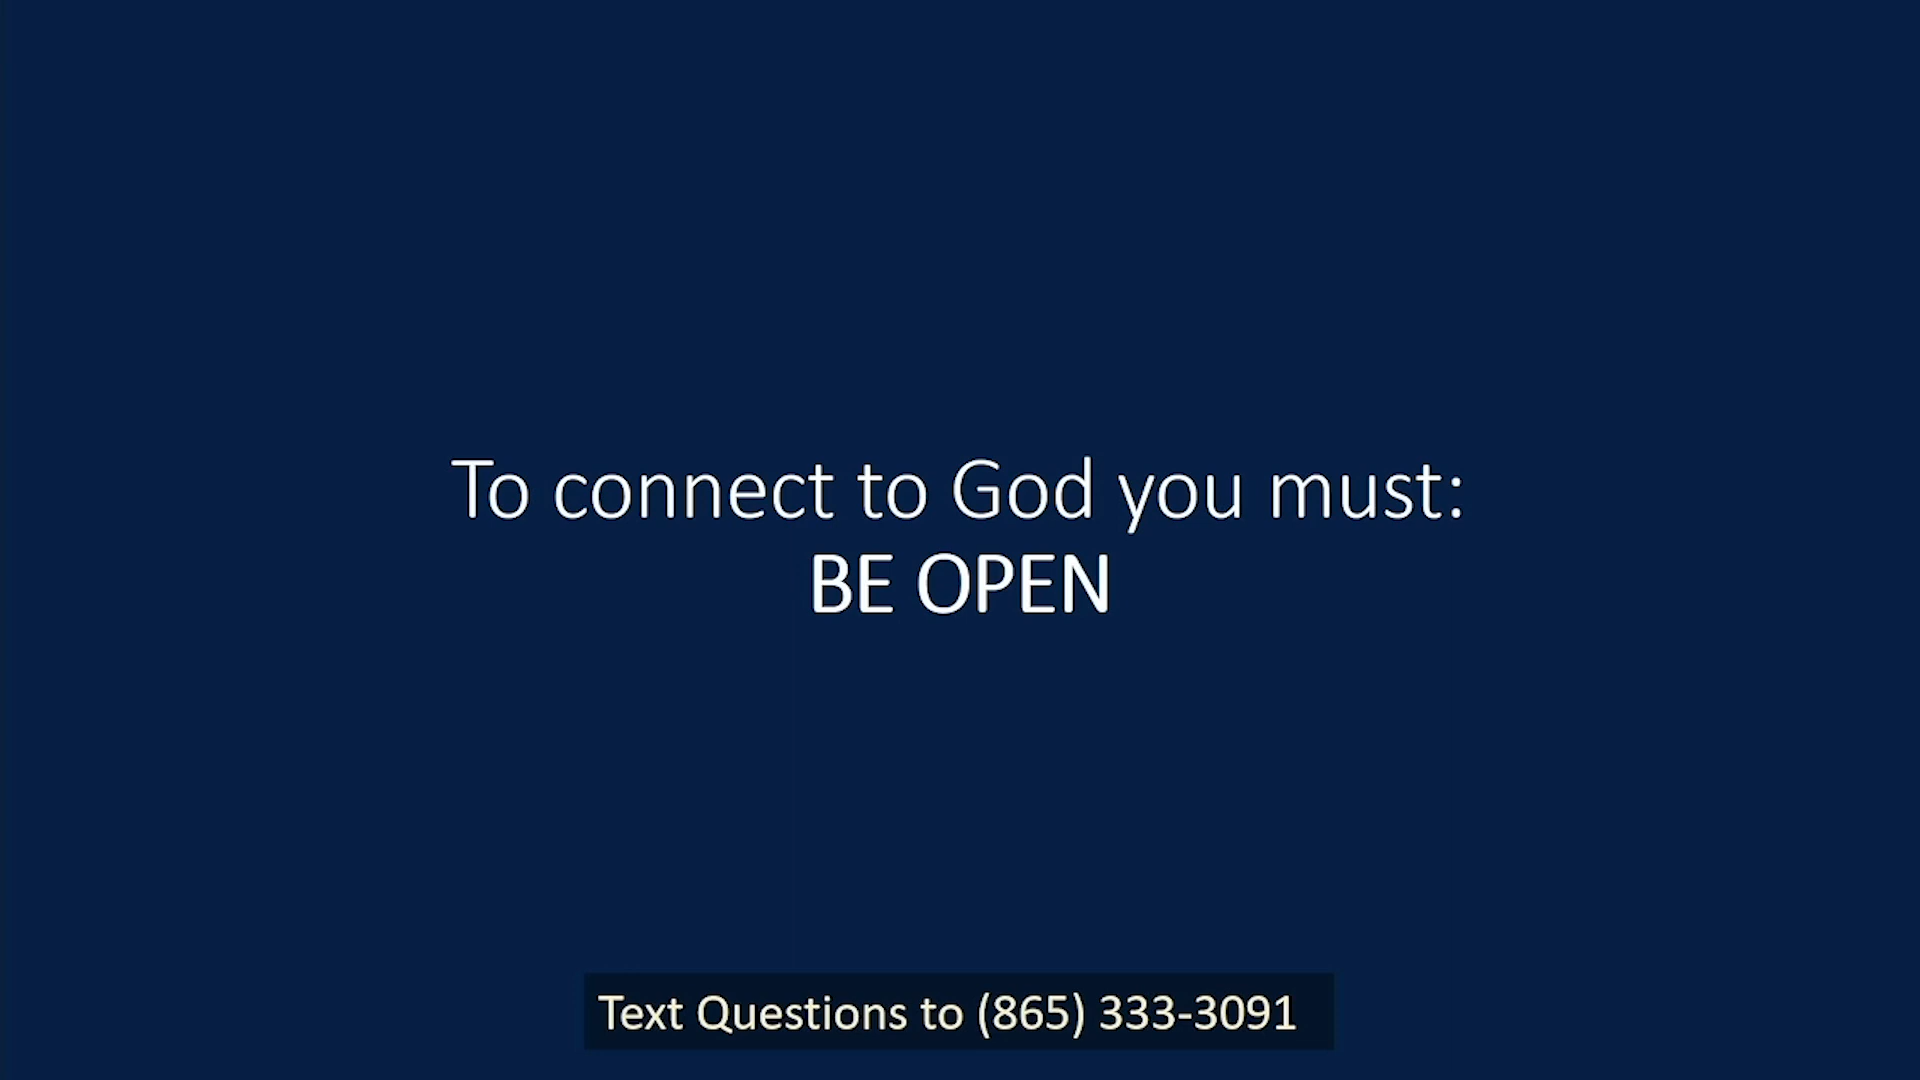 To connect to God you must:
BE OPEN
Text Questions to (865) 333-3091